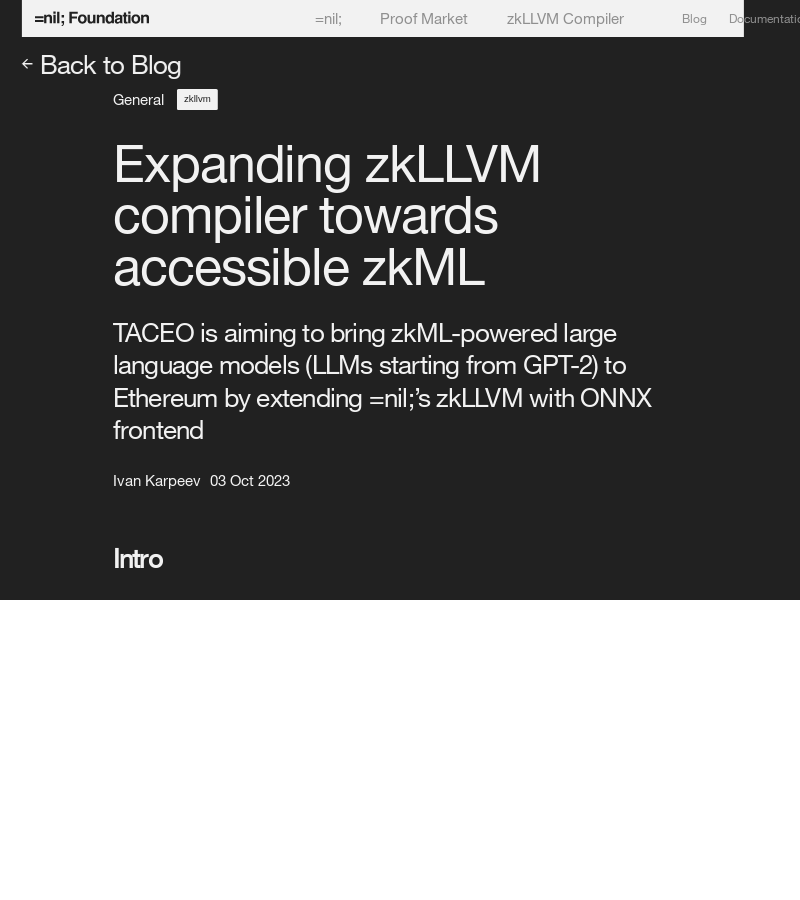 =nil; Foundation =nil; Proof Market zkLLVM Compiler Blog Documentatio
← Back to Blog
General zkllvm
Expanding zkLLVM
compiler towards
accessible zkML
TACEO is aiming to bring zkML-powered large
language models (LLMs starting from GPT-2) to
Ethereum by extending =nil;’s zkLLVM with ONNX
frontend
Ivan Karpeev 03 Oct 2023
Intro